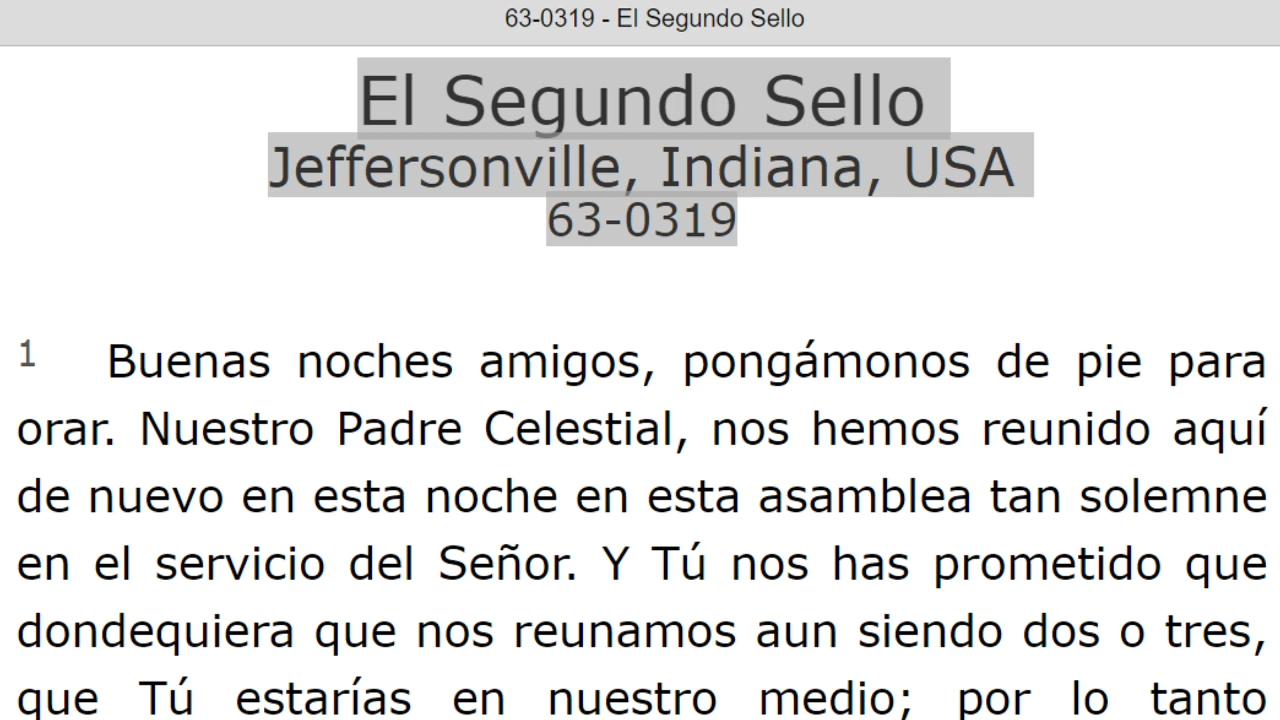 63-0319 - El Segundo Sello
El Segundo Sello
Jeffersonville, Indiana, USA
63-0319
1 Buenas noches amigos, pongámonos de pie para
orar. Nuestro Padre Celestial, nos hemos reunido aquí
de nuevo en esta noche en esta asamblea tan solemne
en el servicio del Señor. Y Tú nos has prometido que
dondequiera que nos reunamos aun siendo dos o tres,
que Tú estarías en nuestro medio; por lo tanto